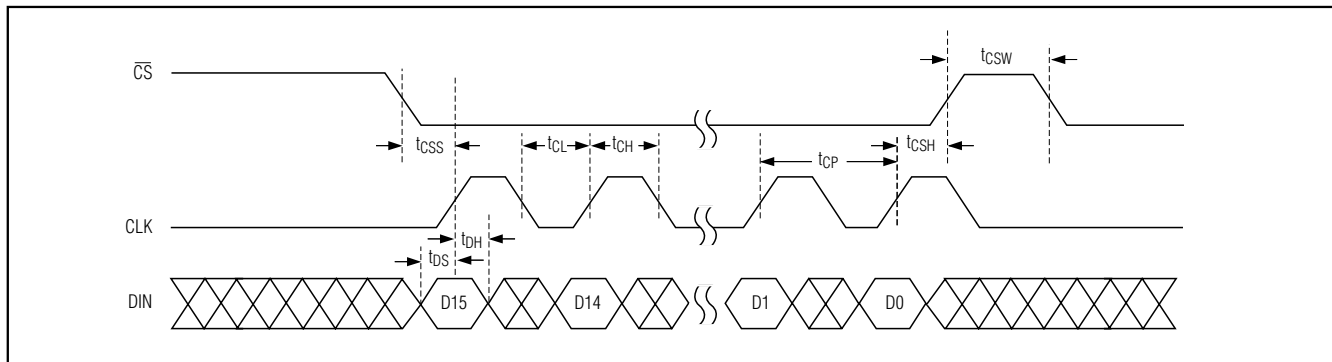 CS
tCSW
tCSS
tCL
tCH
tCP
tCSH
CLK
tDH
tDS
DIN
D15
D14
D1
D0